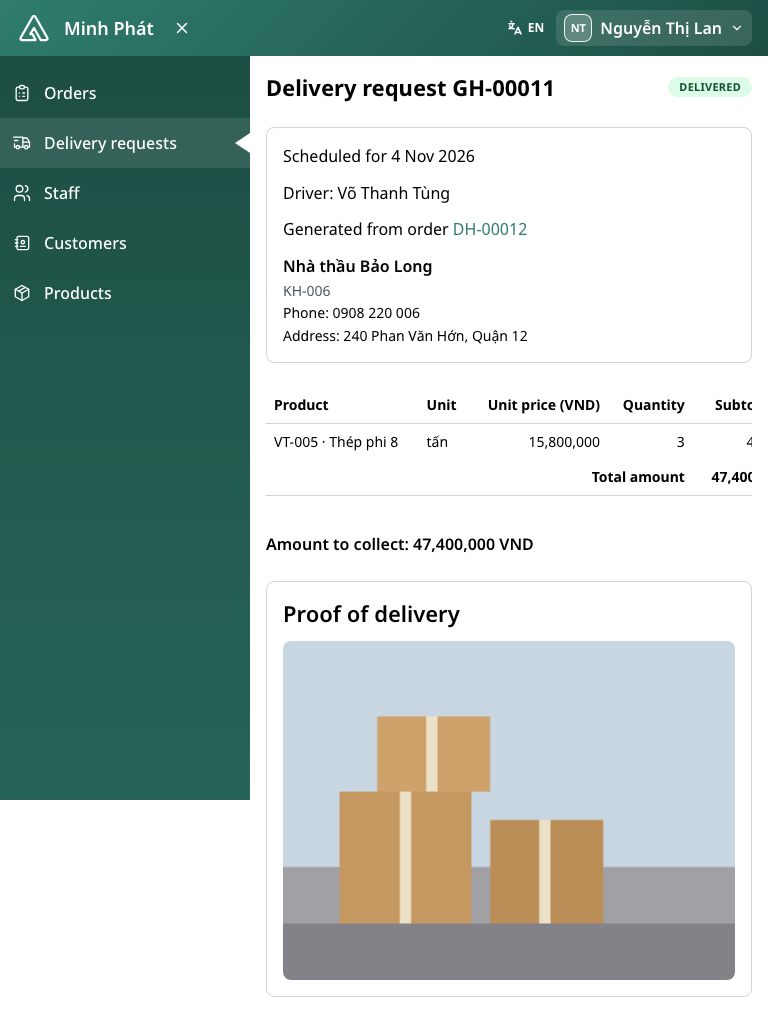 Minh Phát
EN
NT
Nguyễn Thị Lan
Orders
Delivery requests
Staff
Customers
Products
Delivery request GH-00011
DELIVERED
Scheduled for 4 Nov 2026
Driver: Võ Thanh Tùng
Generated from order DH-00012
Nhà thầu Bảo Long
KH-006
Phone: 0908 220 006
Address: 240 Phan Văn Hớn, Quận 12
Product Unit Unit price (VND) Quantity
VT-005 · Thép phi 8 tấn 15,800,000 3
Total amount
Amount to collect: 47,400,000 VND
Proof of delivery